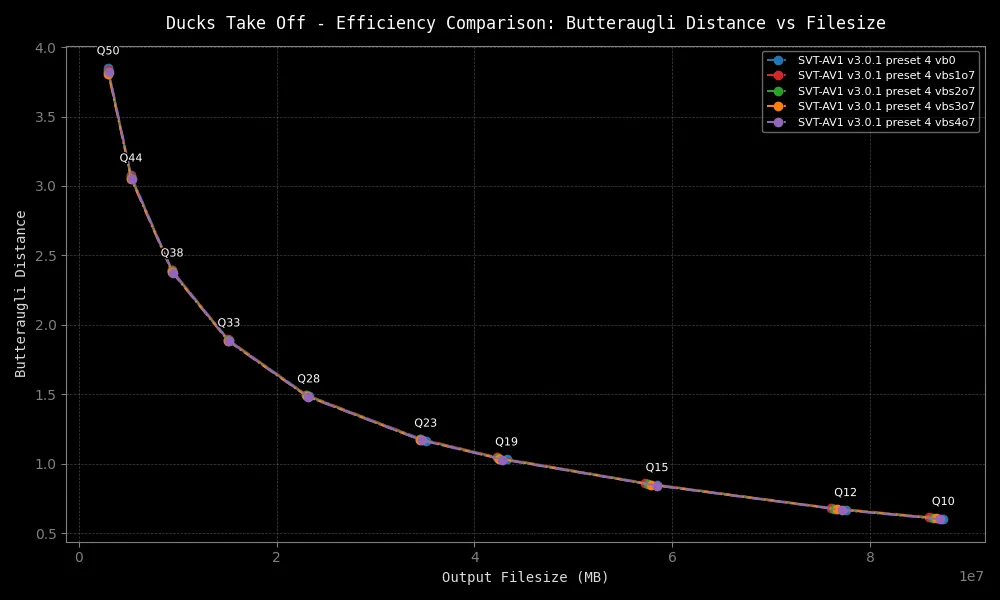 Ducks Take Off - Efficiency Comparison: Butteraugli Distance vs Filesize
SVT-AV1 v3.0.1 preset 4 vb0
SVT-AV1 v3.0.1 preset 4 vbs1o7
SVT-AV1 v3.0.1 preset 4 vbs2o7
SVT-AV1 v3.0.1 preset 4 vbs3o7
SVT-AV1 v3.0.1 preset 4 vbs4o7
Butteraugli Distance
4.0
3.5
3.0
2.5
2.0
1.5
1.0
0.5
Q50
Q44
Q38
Q33
Q28
Q23
Q19
Q15
Q12
Q10
0
2
4
6
8
1e7
Output Filesize (MB)